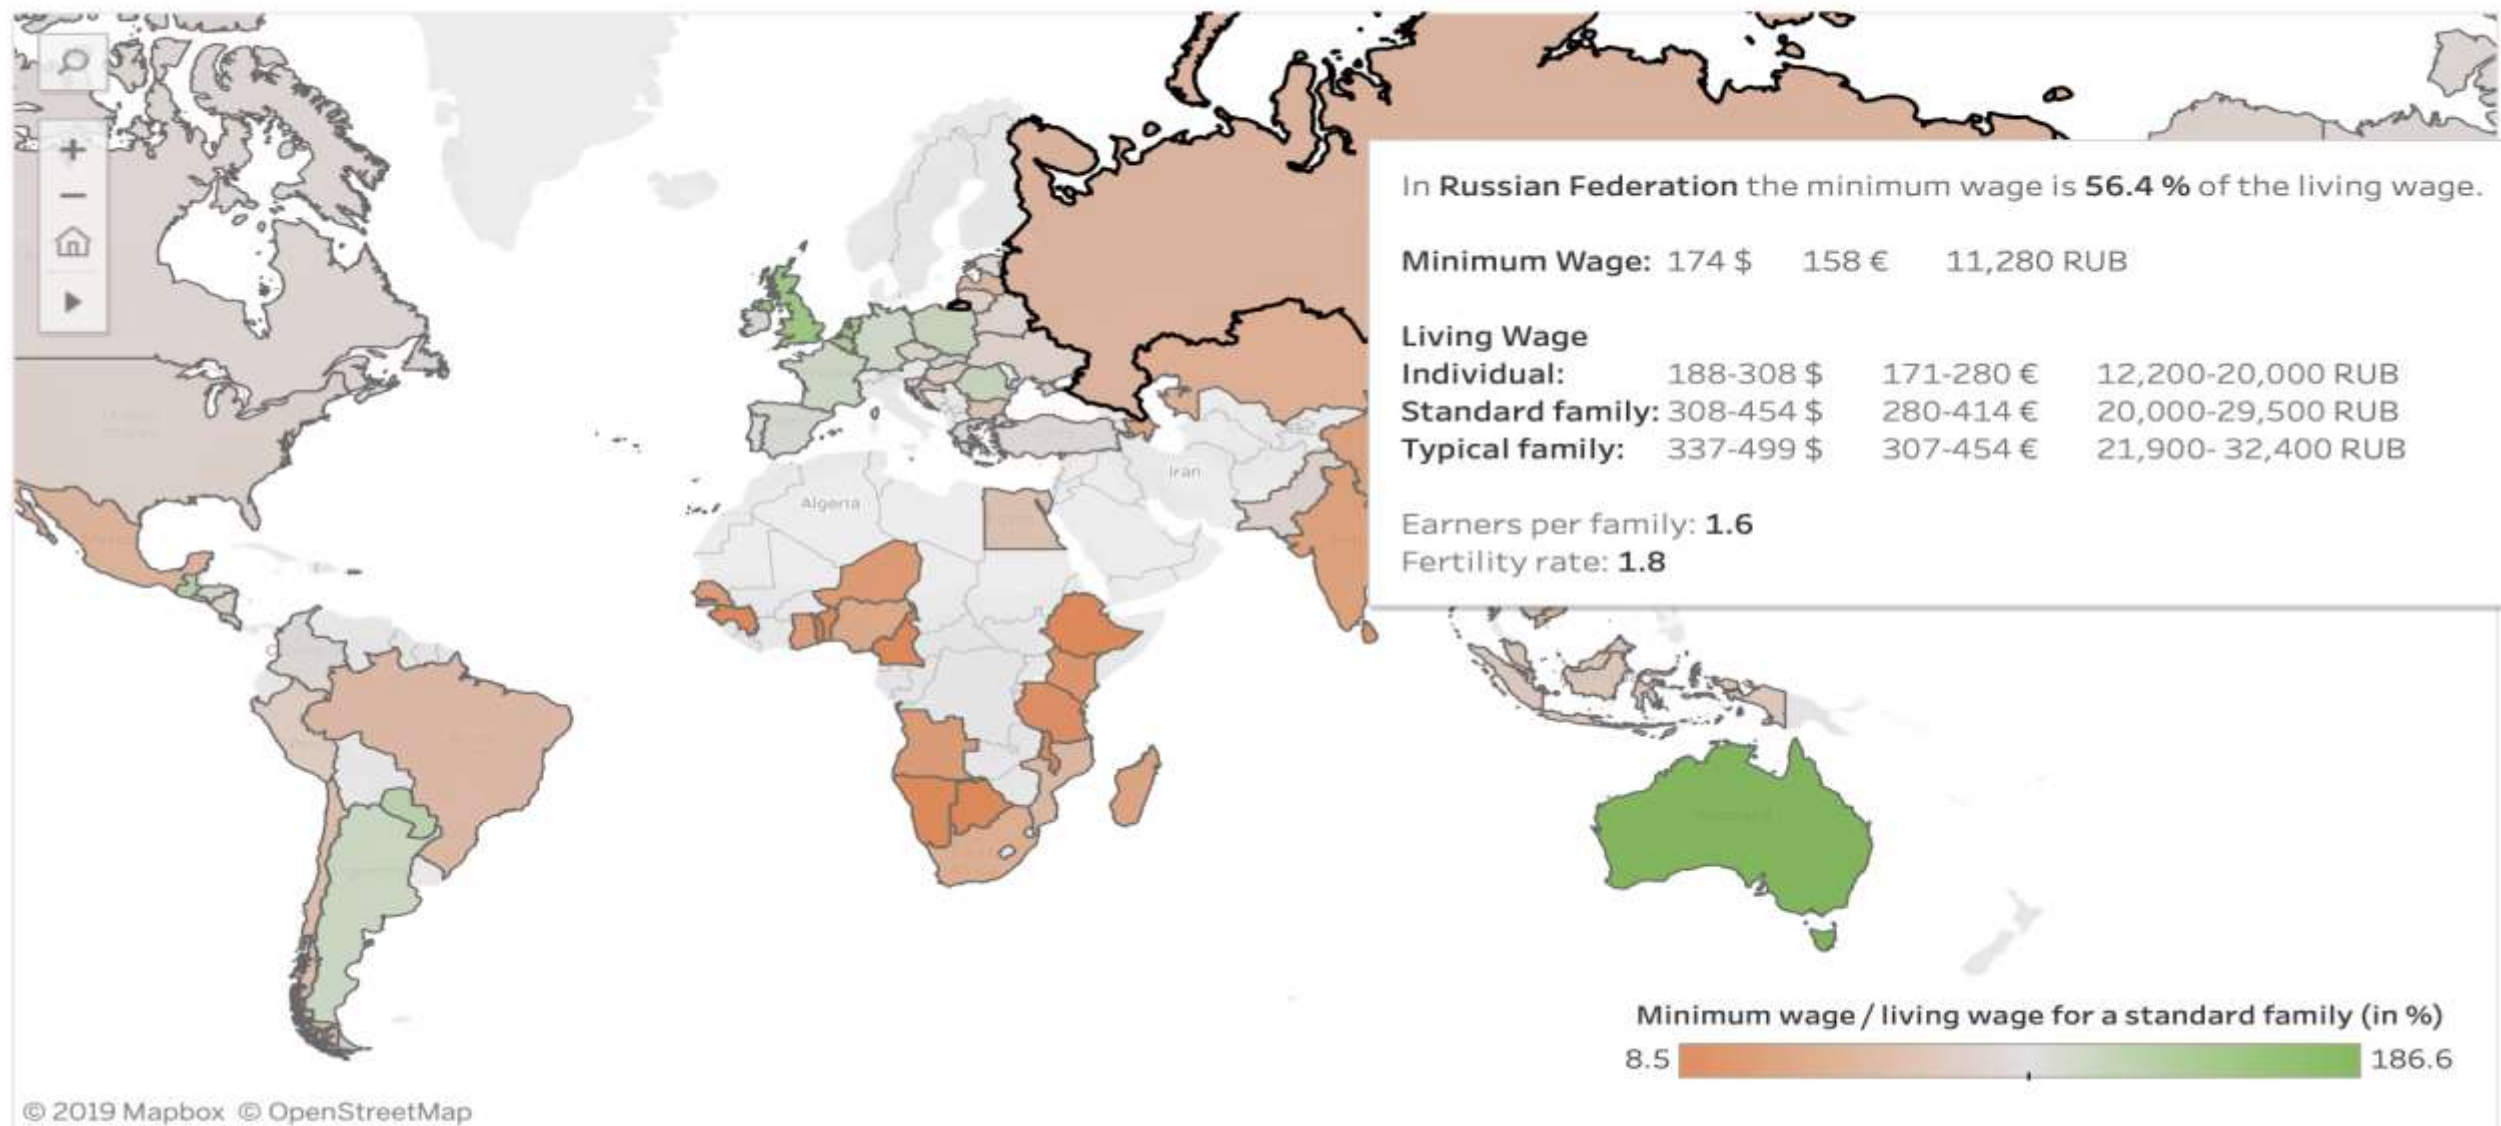 In Russian Federation the minimum wage is 56.4 % of the living wage.
Minimum Wage: 174 $ 158 € 11,280 RUB
Living Wage
Individual: 188-308 $ 171-280 € 12,200-20,000 RUB
Standard family: 308-454 $ 280-414 € 20,000-29,500 RUB
Typical family: 337-499 $ 307-454 € 21,900- 32,400 RUB
Earners per family: 1.6
Fertility rate: 1.8
Iran
Algeria
Minimum wage / living wage for a standard family (in %)
8.5 186.6
© 2019 Mapbox © OpenStreetMap